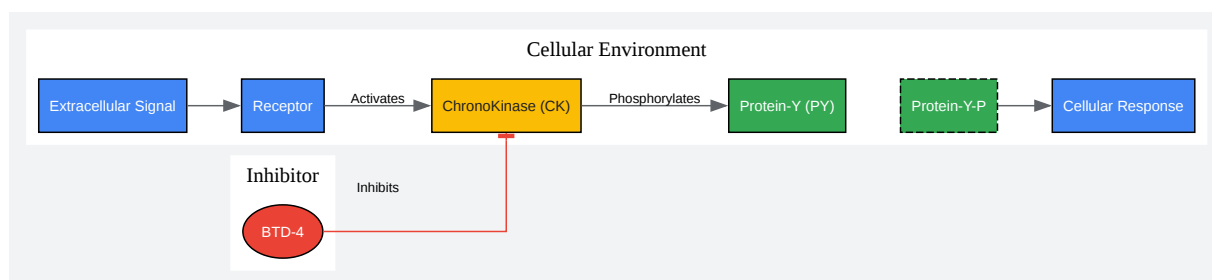 Cellular Environment
Extracellular Signal
Receptor
Activates
ChronoKinase (CK)
Phosphorylates
Protein-Y (PY)
Protein-Y-P
Cellular Response
Inhibitor
Inhibits
BTD-4